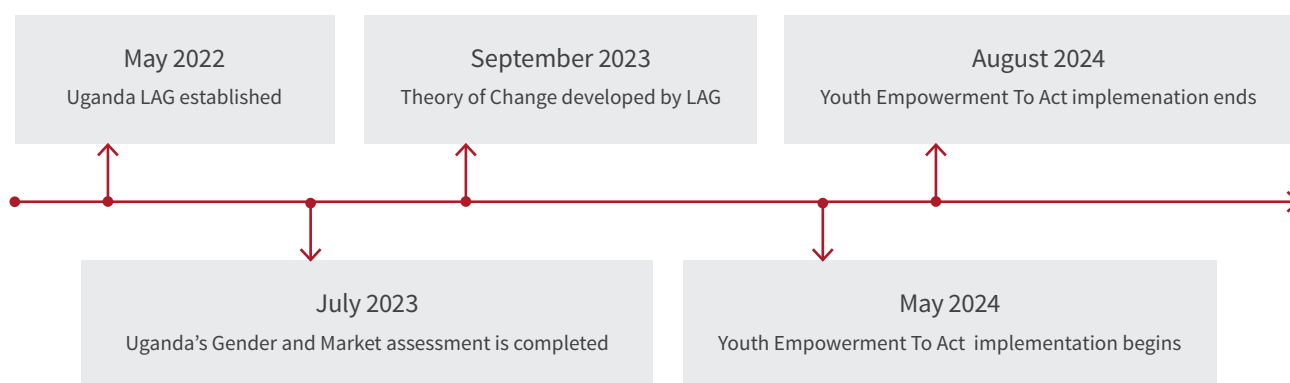 May 2022
Uganda LAG established
September 2023
Theory of Change developed by LAG
August 2024
Youth Empowerment To Act implemenation ends
July 2023
Uganda’s Gender and Market assessment is completed
May 2024
Youth Empowerment To Act implementation begins